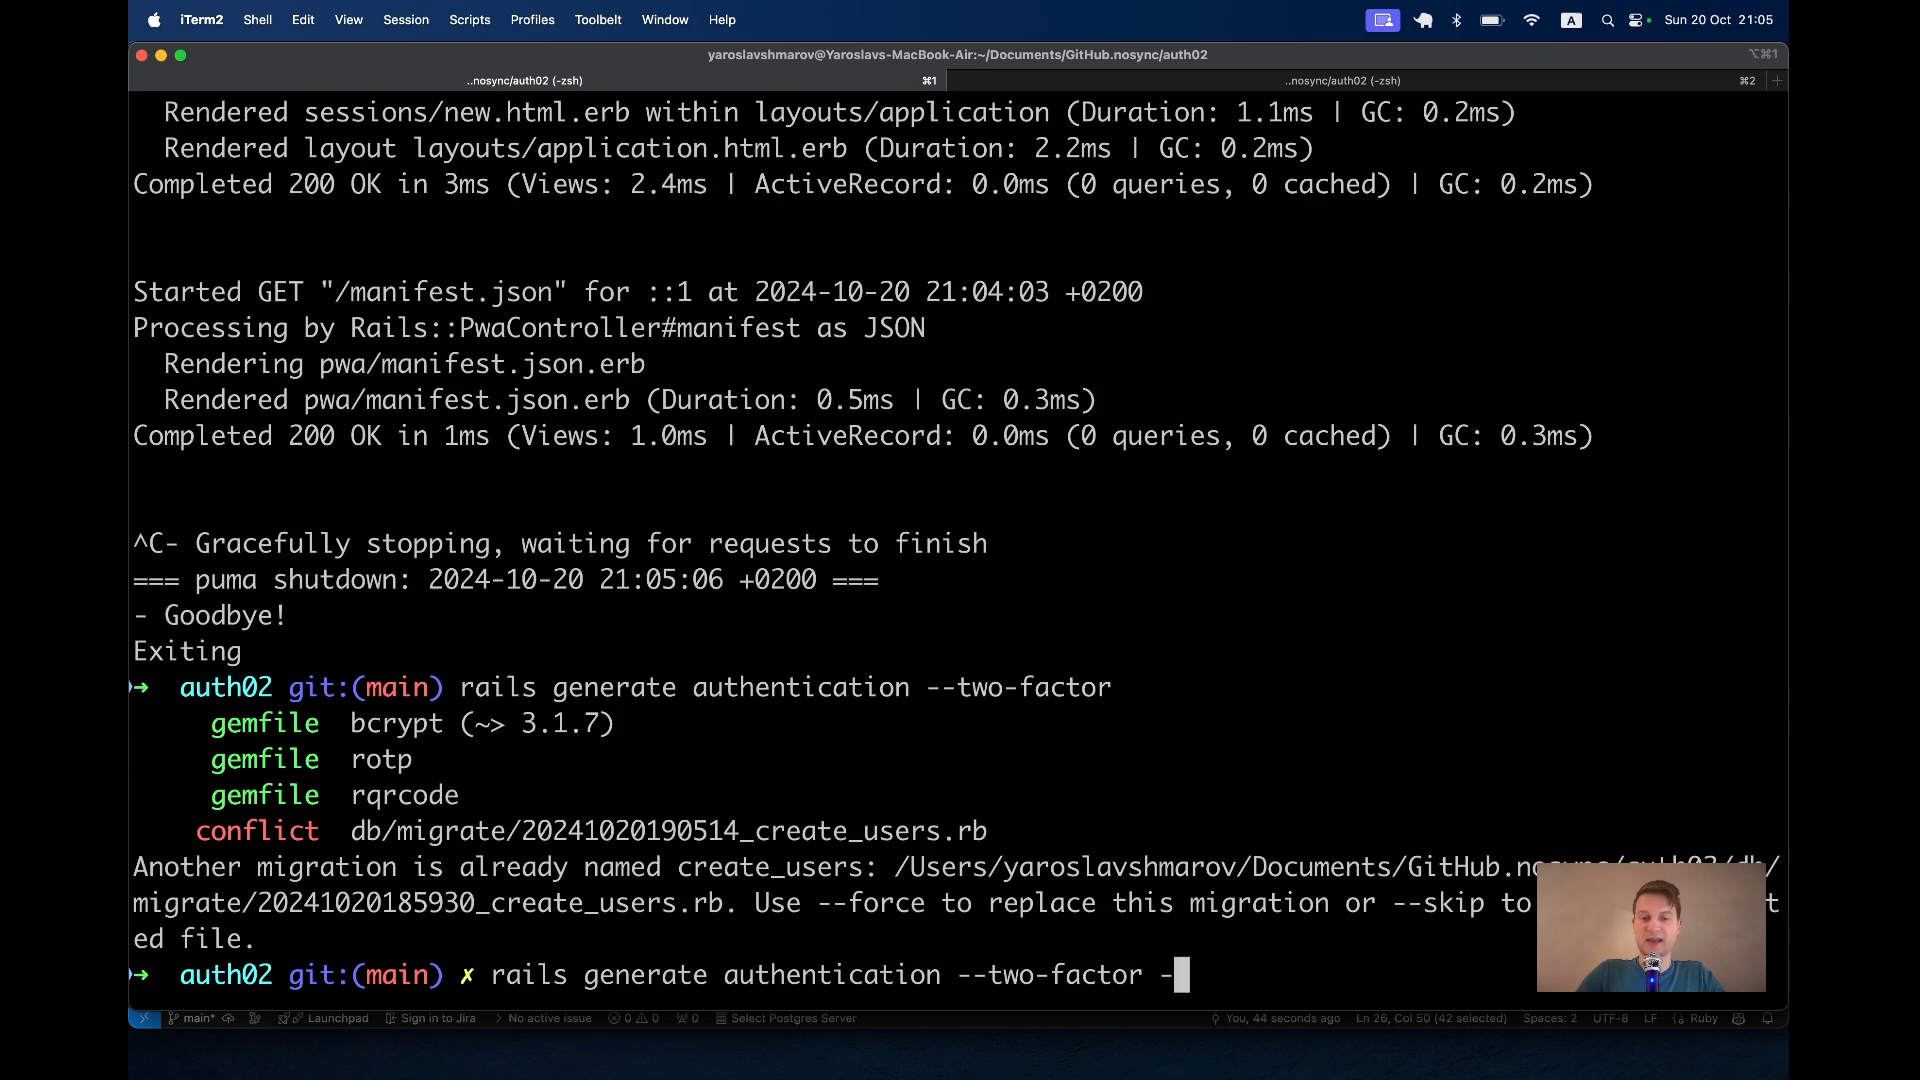 iTerm2 Shell Edit View Session Scripts Profiles Toolbelt Window Help A Sun 20 Oct 21:05
yaroslavshmarov@Yaroslavs-MacBook-Air:~/Documents/GitHub.nosync/auth02 ⌥⌘1
..nosync/auth02 (-zsh) ⌘1 ..nosync/auth02 (-zsh) ⌘2 +
Rendered sessions/new.html.erb within layouts/application (Duration: 1.1ms | GC: 0.2ms)
Rendered layout layouts/application.html.erb (Duration: 2.2ms | GC: 0.2ms)
Completed 200 OK in 3ms (Views: 2.4ms | ActiveRecord: 0.0ms (0 queries, 0 cached) | GC: 0.2ms)
Started GET "/manifest.json" for ::1 at 2024-10-20 21:04:03 +0200
Processing by Rails::PwaController#manifest as JSON
Rendering pwa/manifest.json.erb
Rendered pwa/manifest.json.erb (Duration: 0.5ms | GC: 0.3ms)
Completed 200 OK in 1ms (Views: 1.0ms | ActiveRecord: 0.0ms (0 queries, 0 cached) | GC: 0.3ms)
^C- Gracefully stopping, waiting for requests to finish
=== puma shutdown: 2024-10-20 21:05:06 +0200 ===
- Goodbye!
Exiting
➜ auth02 git:(main) rails generate authentication --two-factor
gemfile bcrypt (~> 3.1.7)
gemfile rotp
gemfile rqrcode
conflict db/migrate/20241020190514_create_users.rb
Another migration is already named create_users: /Users/yaroslavshmarov/Documents/GitHub.nosync/auth02/db/
migrate/20241020185930_create_users.rb. Use --force to replace this migration or --skip to t
ed file.
➜ auth02 git:(main) ✗ rails generate authentication --two-factor -
main* Launchpad Sign in to Jira No active issue 0 0 0 Select Postgres Server You, 44 seconds ago Ln 26, Col 50 (42 selected) Spaces: 2 UTF-8 LF Ruby